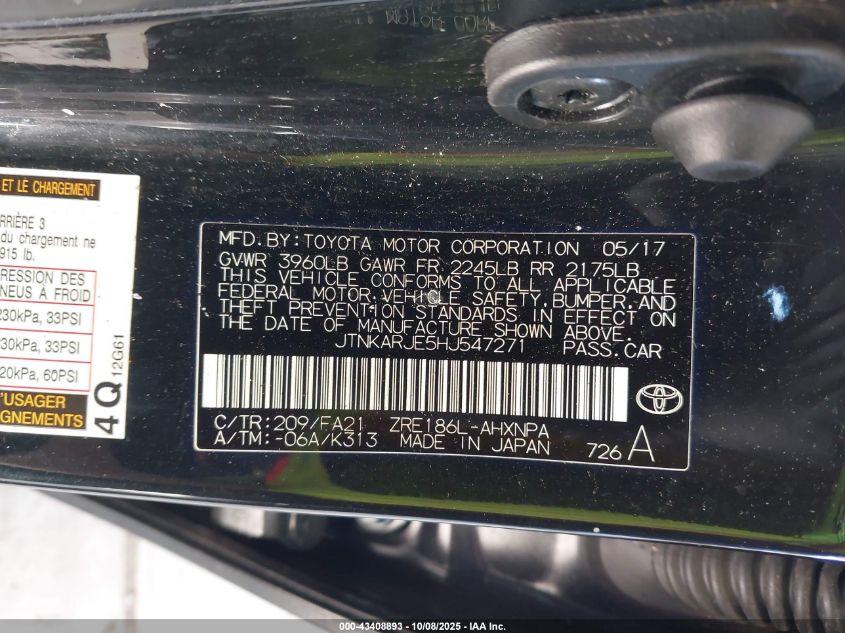 ET LE CHARGEMENT
RRIÈRE 3
du chargement ne
915 lb.
RESSION DES
NEUS À FROID
230kPa, 33PSI
230kPa, 33PSI
20kPa, 60PSI
'USAGER
GNEMENTS
4Q 12G61
MFD.BY:TOYOTA MOTOR CORPORATION 05/17
GVWR 3960LB GAWR FR 2245LB RR 2175LB
THIS VEHICLE CONFORMS TO ALL APPLICABLE
FEDERAL MOTOR VEHICLE SAFETY,BUMPER,AND
THEFT PREVENTION STANDARDS IN EFFECT ON
THE DATE OF MANUFACTURE SHOWN ABOVE.
JTNKARJE5HJ547271 PASS.CAR
C/TR:209/FA21 ZRE186L-AHXNPA
A/TM:-06A/K313 MADE IN JAPAN 726 A
000-43408893 - 10/08/2025 - IAA Inc.